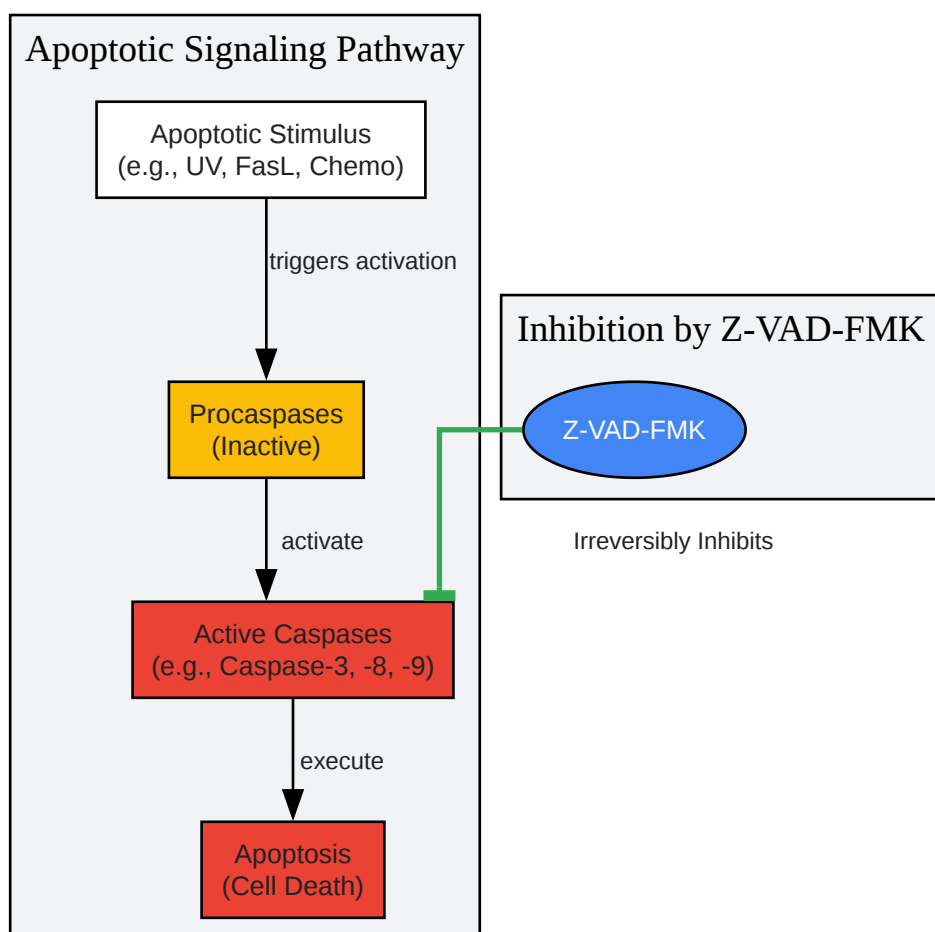 Apoptotic Signaling Pathway
Apoptotic Stimulus
(e.g., UV, FasL, Chemo)
triggers activation
Procaspases
(Inactive)
activate
Active Caspases
(e.g., Caspase-3, -8, -9)
execute
Apoptosis
(Cell Death)
Inhibition by Z-VAD-FMK
Z-VAD-FMK
Irreversibly Inhibits